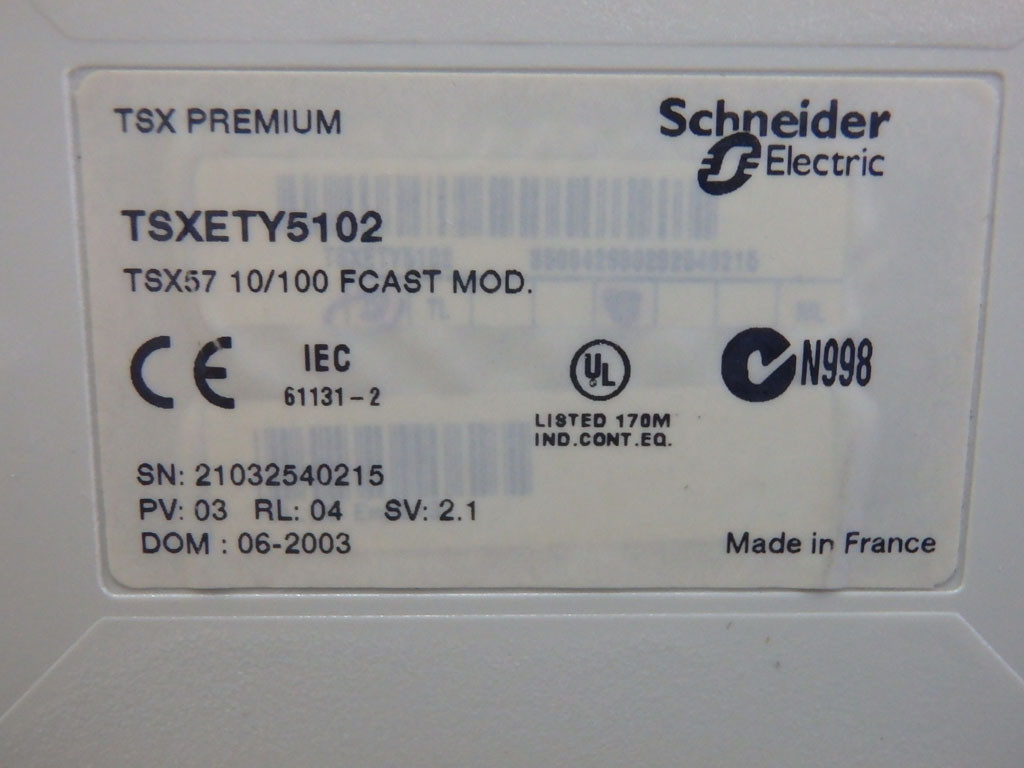 TSX PREMIUM
Schneider
Electric
TSXETY5102
TSX57 10/100 FCAST MOD.
CE
IEC
61131-2
UL
LISTED 170M
IND.CONT.EQ.
N998
SN: 21032540215
PV: 03 RL: 04 SV: 2.1
DOM : 06-2003
Made in France